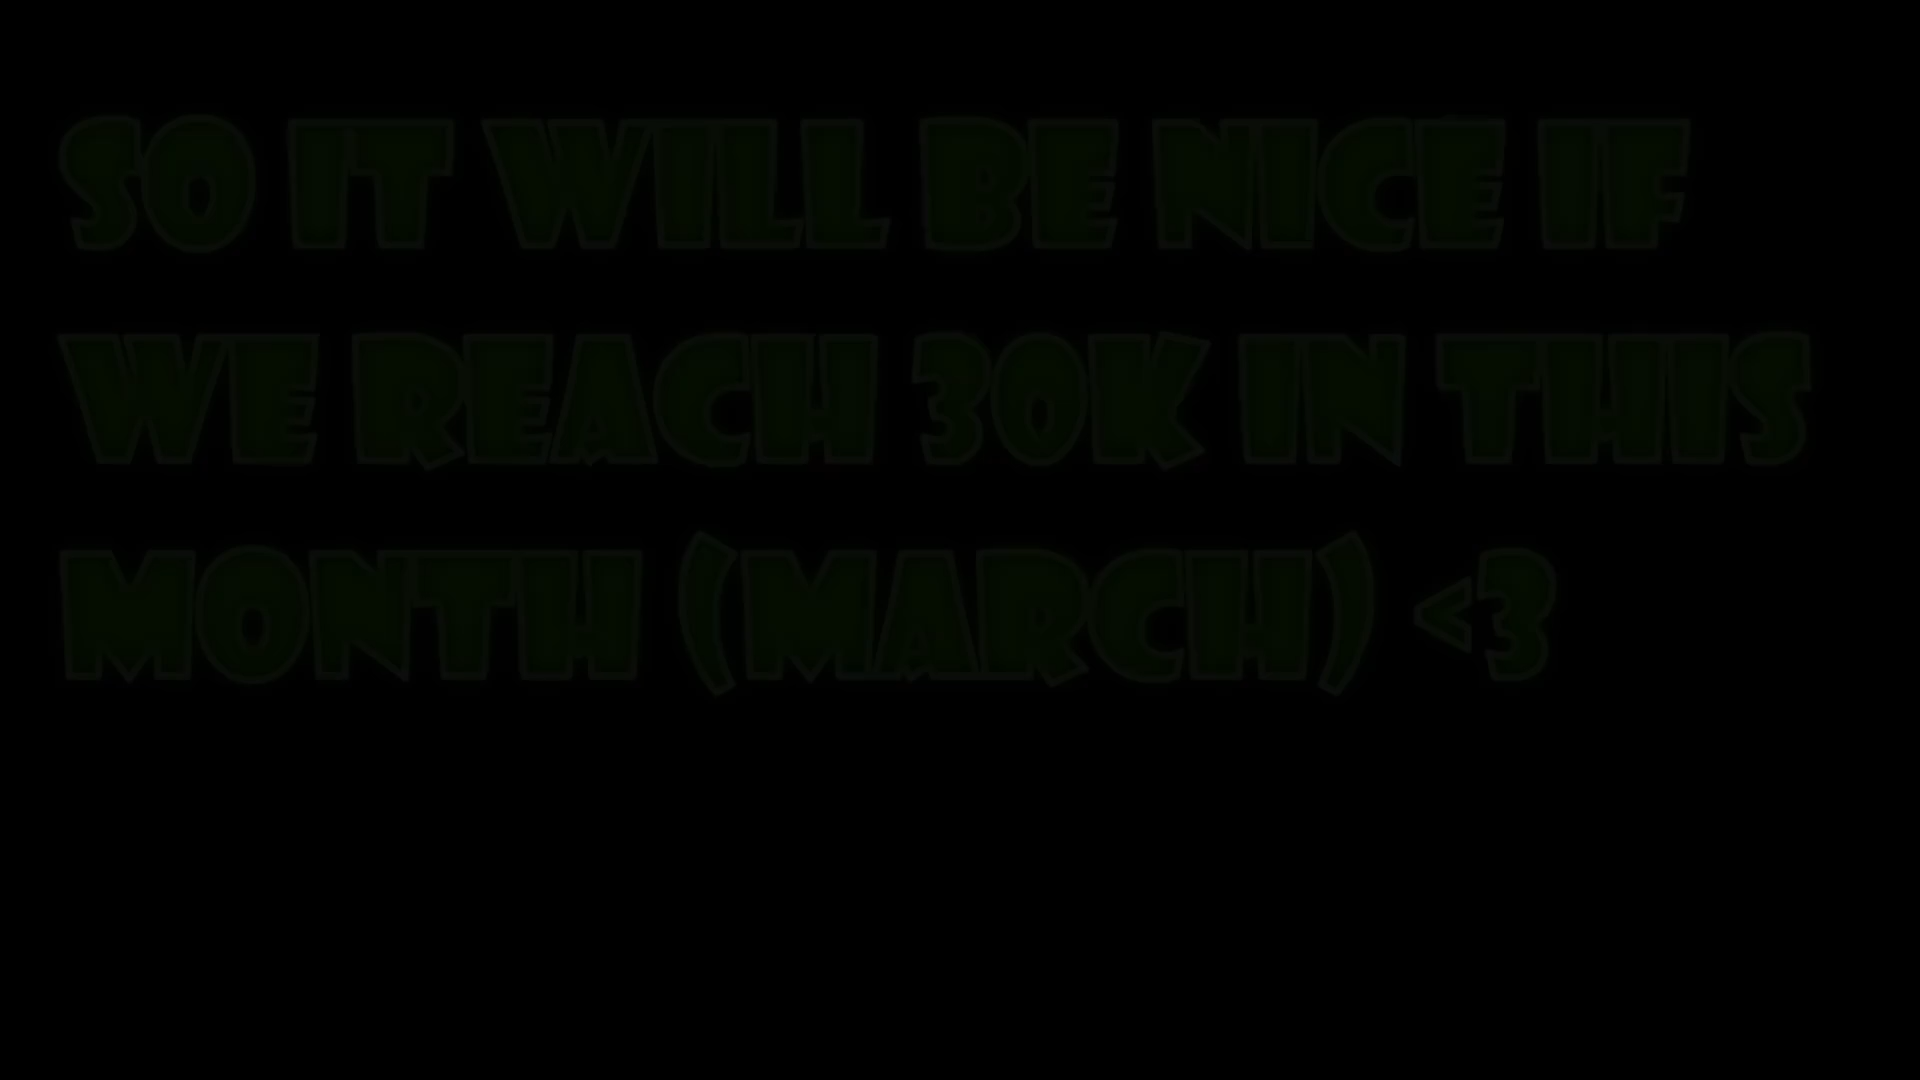 SO IT WILL BE NICE IF
WE REACH 30K IN THIS
MONTH (MARCH) <3